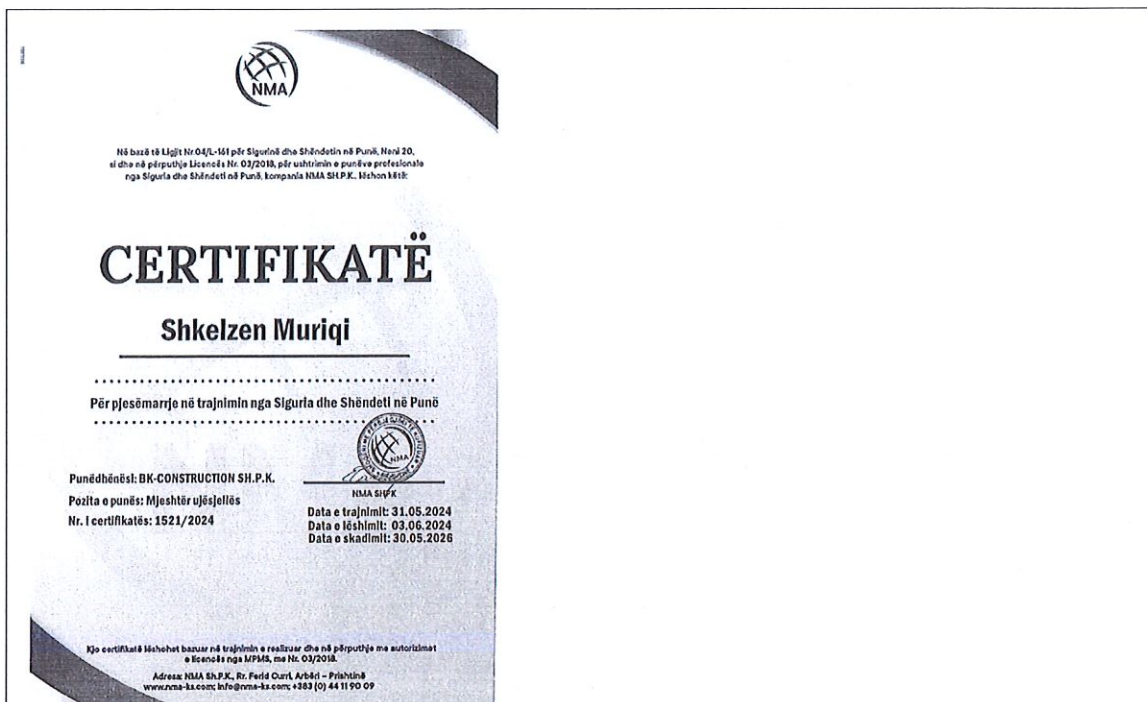 NMA
Në bazë të Ligjit Nr.04/L-161 për Sigurinë dhe Shëndetin në Punë, Neni 20,
si dhe në përputhje Licencës Nr. 03/2018, për ushtrimin e punëve profesionale
nga Siguria dhe Shëndeti në Punë, kompania NMA SH.P.K., lëshon këtë:
CERTIFIKATË
Shkelzen Muriqi
Për pjesëmarrje në trajnimin nga Siguria dhe Shëndeti në Punë
NMA
Punëdhënësi: BK-CONSTRUCTION SH.P.K.
Pozita e punës: Mjeshtër ujësjellës
Nr. I certifikatës: 1521/2024
NMA SHPK
Data e trajnimit: 31.05.2024
Data e lëshimit: 03.06.2024
Data e skadimit: 30.05.2026
Kjo certifikatë lëshohet bazuar në trajnimin e realizuar dhe në përputhje me autorizimet
e licencës nga MPMS, me Nr. 03/2018.
Adresa: NMA Sh.P.K., Rr. Ferid Curri, Arbëri – Prishtinë
www.nma-ks.com; info@nma-ks.com; +383 (0) 44 11 90 09